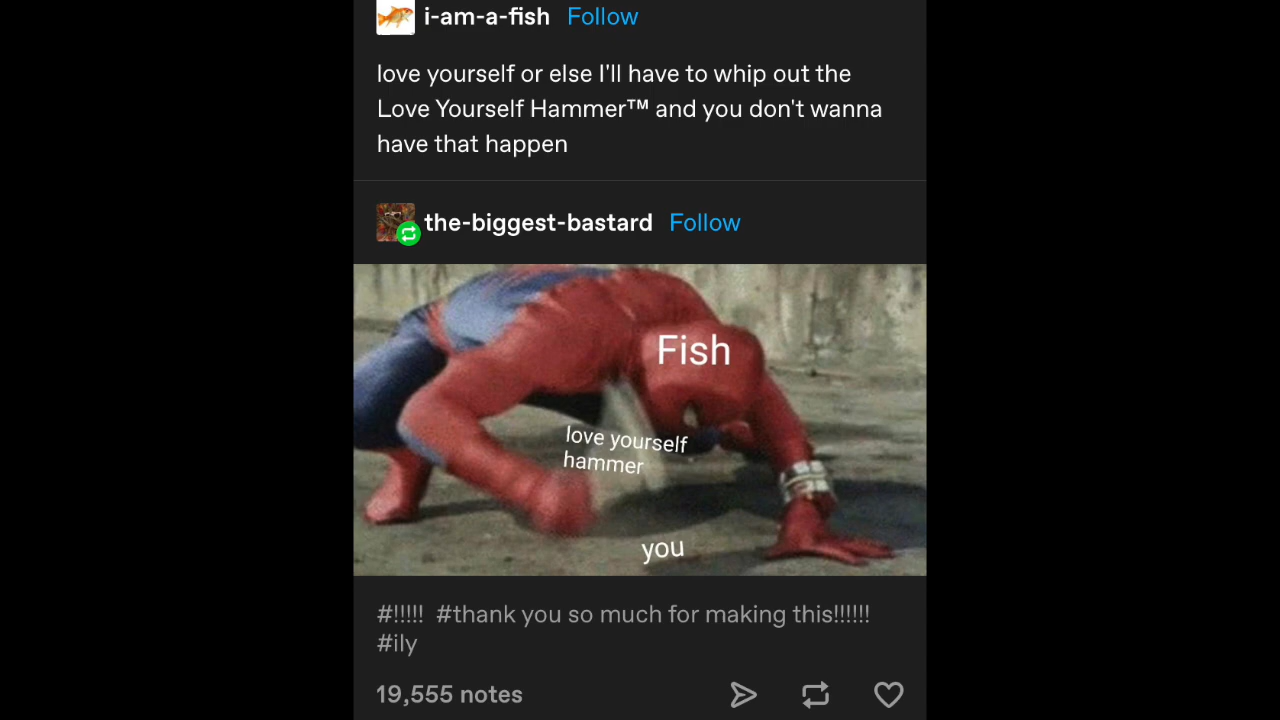 i-am-a-fish Follow
love yourself or else I'll have to whip out the
Love Yourself Hammer™ and you don't wanna
have that happen
the-biggest-bastard Follow
Fish
love yourself
hammer
you
#!!!!! #thank you so much for making this!!!!!!
#ily
19,555 notes